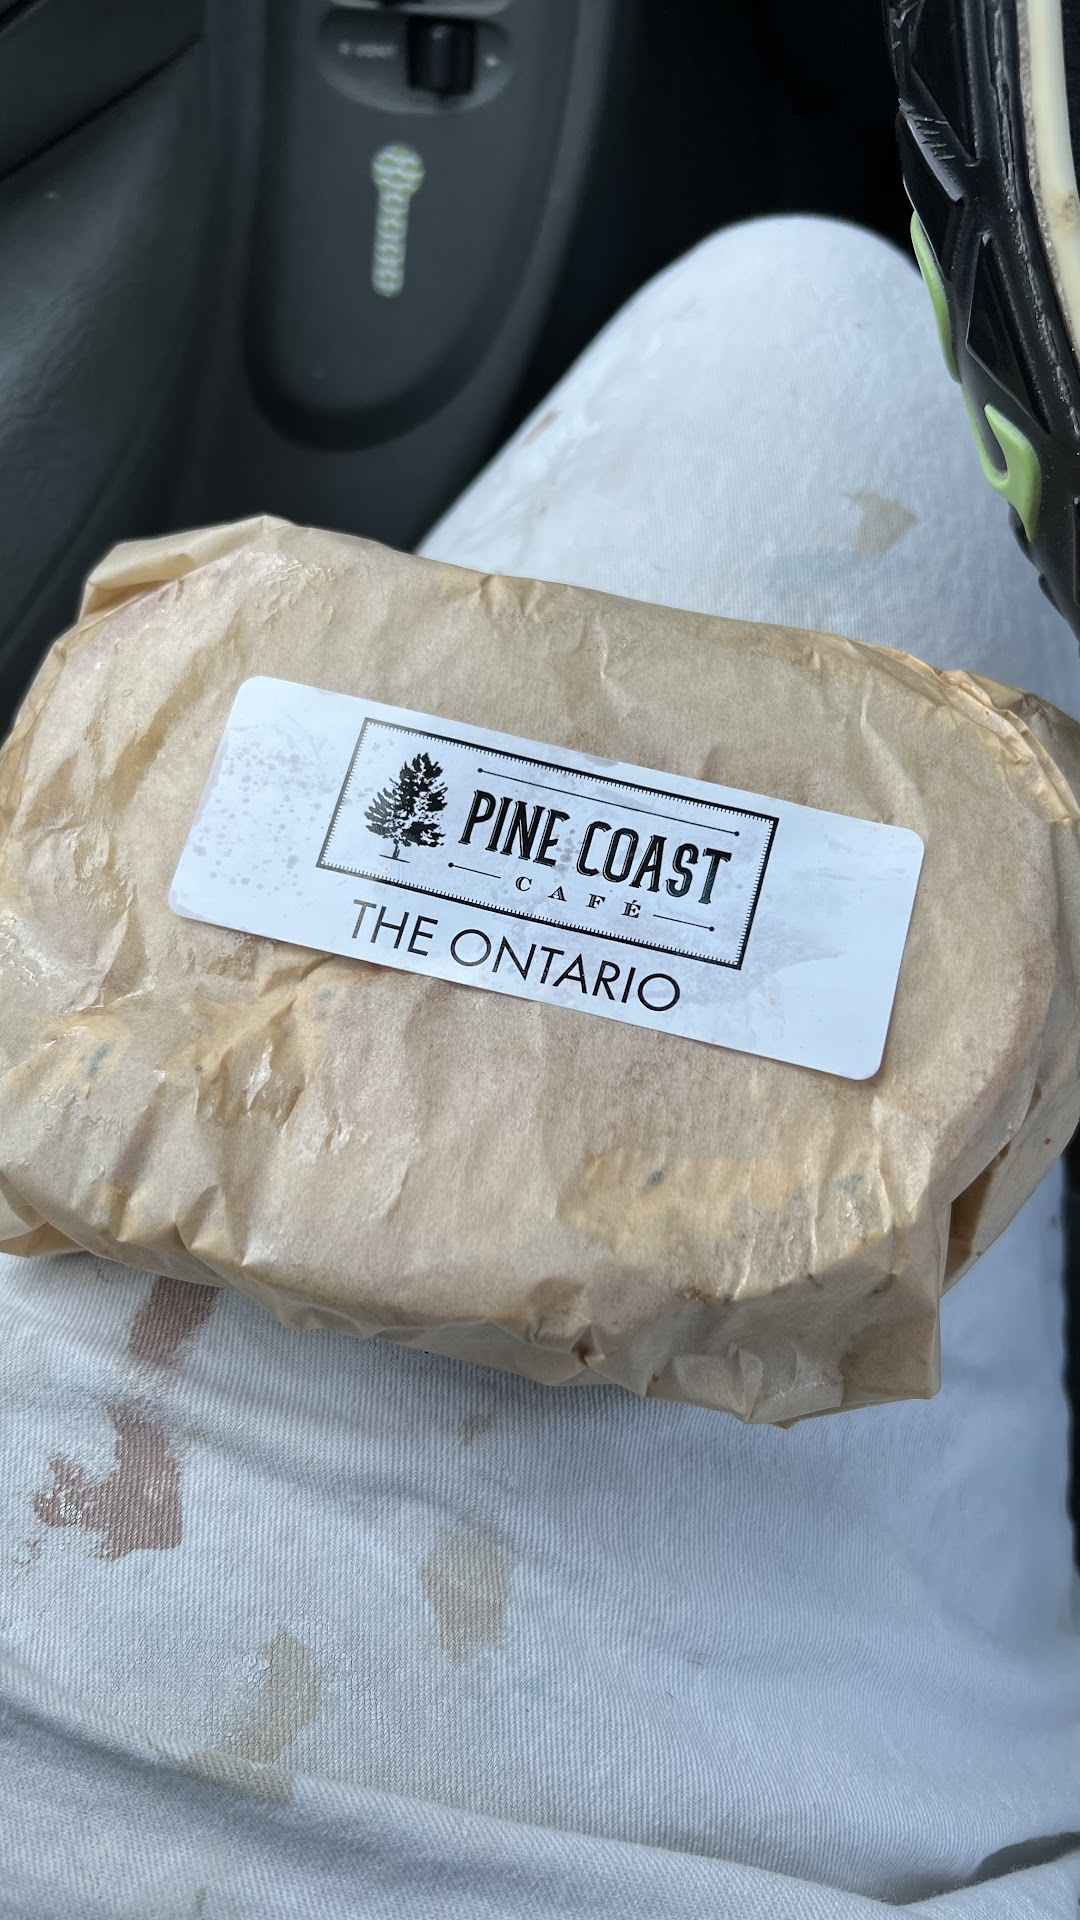 PINE COAST
CAFÉ
THE ONTARIO